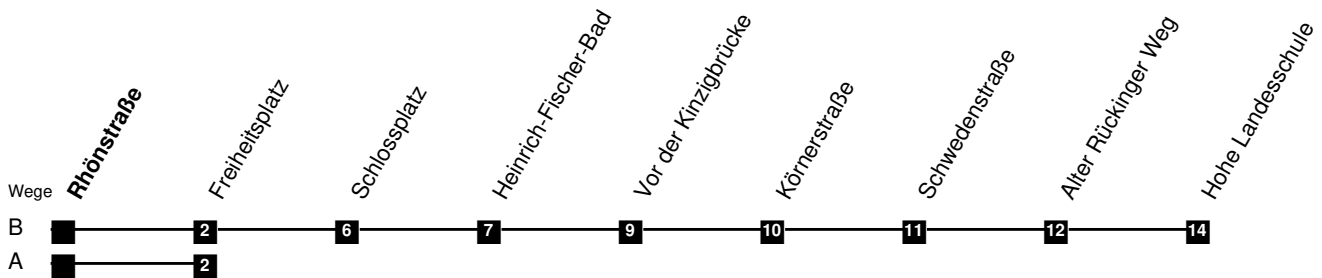 Rhönstraße
Freiheitsplatz
Schlossplatz
Heinrich-Fischer-Bad
Vor der Kinzigbrücke
Körnerstraße
Schwedenstraße
Alter Rückinger Weg
Hohe Landesschule
Wege
B 2 6 7 9 10 11 12 14
A 2